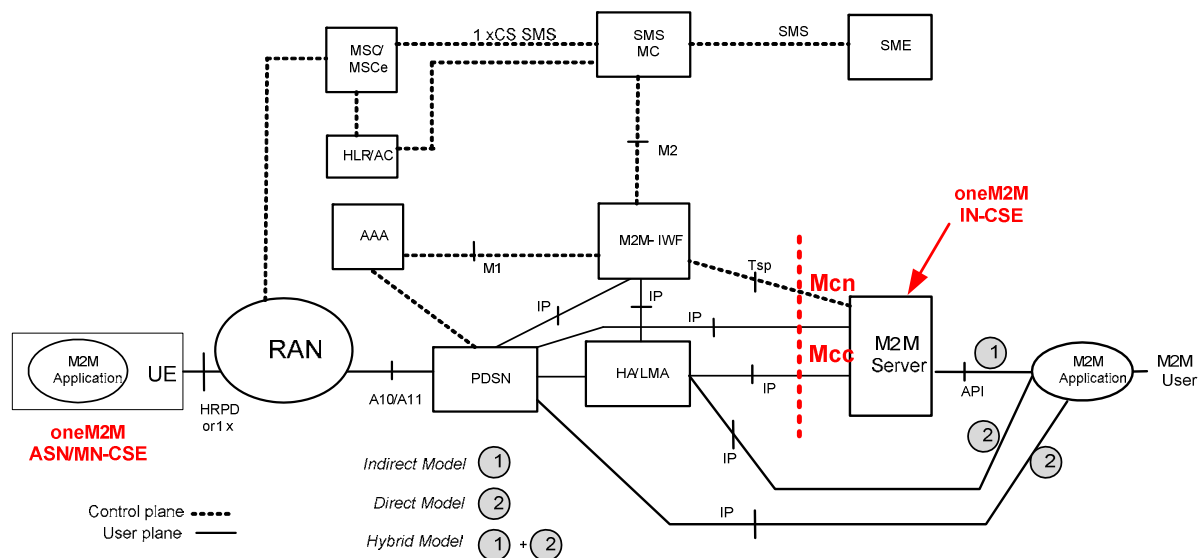 1 xCS SMS
SMS
MSC/
MSCe
SMS
MC
SME
HLR/AC
M2
oneM2M
IN-CSE
AAA
M2M- IWF
M1
Tsp
Mcn
IP
IP
IP
RAN
M2M
Application
UE
PDSN
HA/LMA
Mcc
M2M
Server
1
M2M
Application
M2M
User
IP
API
A10/A11
HRPD
or1 x
oneM2M
ASN/MN-CSE
2
2
IP
Indirect Model 1
Direct Model 2
Hybrid Model 1 + 2
IP
Control plane
User plane